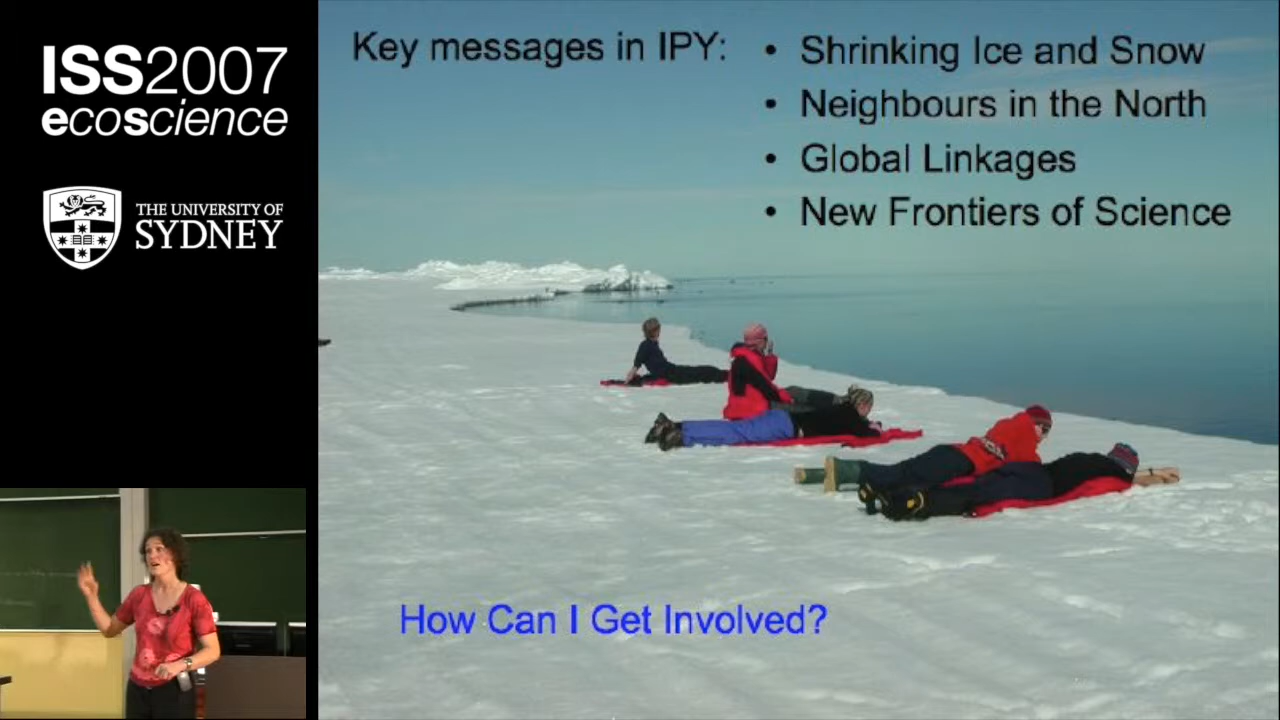 ISS2007
ecoscience
THE UNIVERSITY OF
SYDNEY
Key messages in IPY:
• Shrinking Ice and Snow
• Neighbours in the North
• Global Linkages
• New Frontiers of Science
How Can I Get Involved?